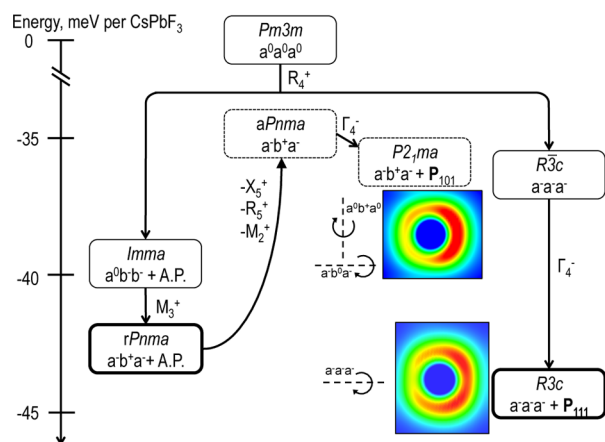 Energy, meV per CsPbF₃
0
-35
-40
-45
Pm3m
a⁰a⁰a⁰
R₄⁺
aPnma
a⁻b⁺a⁻
Γ₄⁻
P2₁ma
a⁻b⁺a⁻ + P₁₀₁
R3̅c
a⁻a⁻a⁻
-X₅⁺
-R₅⁺
-M₂⁺
a⁰b⁺a⁰
a⁻b⁰a⁻
Imma
a⁰b⁻b⁻ + A.P.
M₃⁺
rPnma
a⁻b⁺a⁻ + A.P.
Γ₄⁻
a⁻a⁻a⁻
R3c
a⁻a⁻a⁻ + P₁₁₁